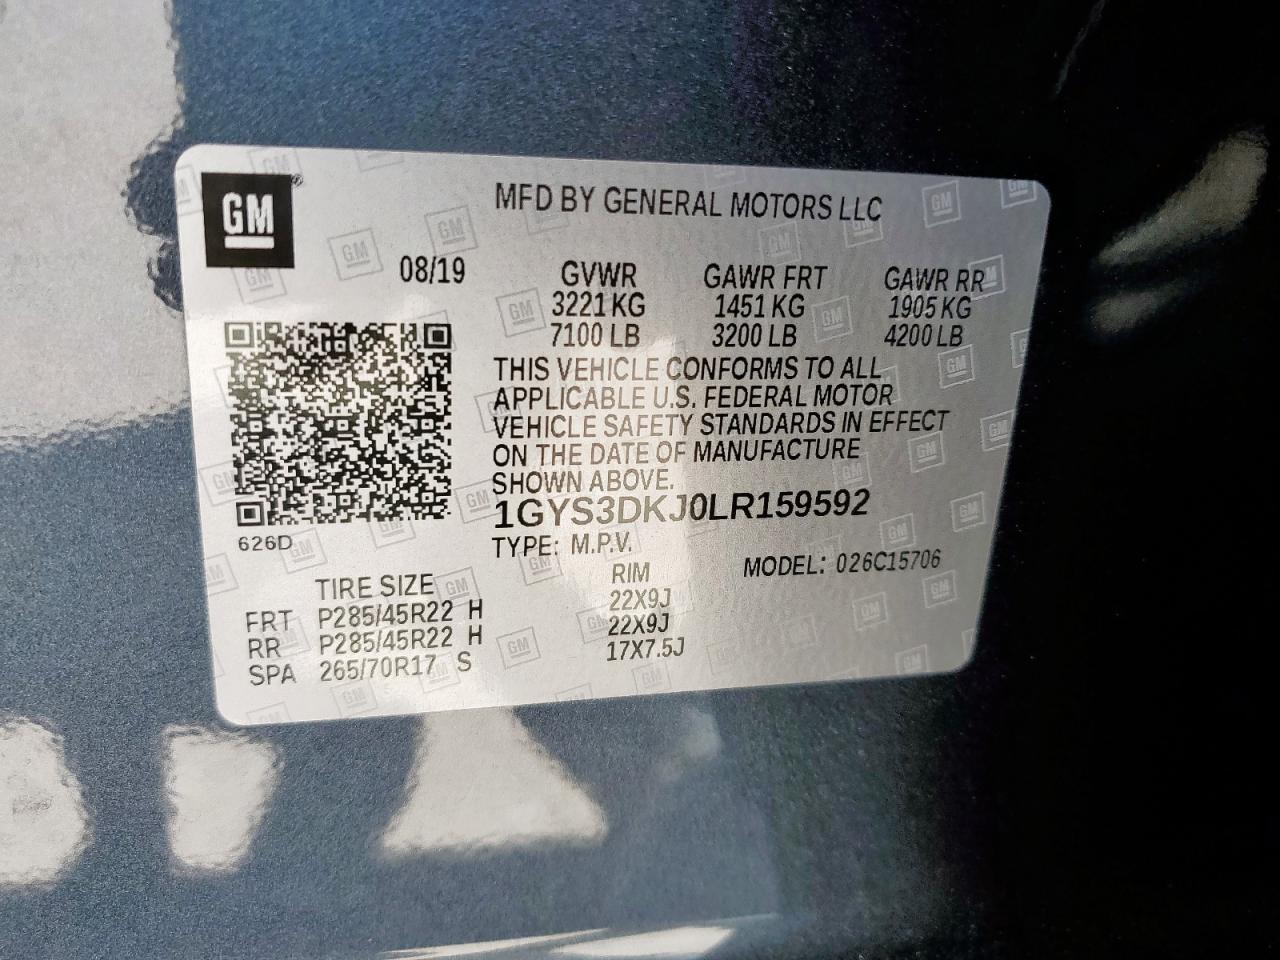 GM®
MFD BY GENERAL MOTORS LLC
08/19
GVWR GAWR FRT GAWR RR
3221 KG 1451 KG 1905 KG
7100 LB 3200 LB 4200 LB
THIS VEHICLE CONFORMS TO ALL
APPLICABLE U.S. FEDERAL MOTOR
VEHICLE SAFETY STANDARDS IN EFFECT
ON THE DATE OF MANUFACTURE
SHOWN ABOVE.
1GYS3DKJ0LR159592
626D
TYPE: M.P.V. MODEL: 026C15706
TIRE SIZE RIM
FRT P285/45R22 H 22X9J
RR P285/45R22 H 22X9J
SPA 265/70R17 S 17X7.5J